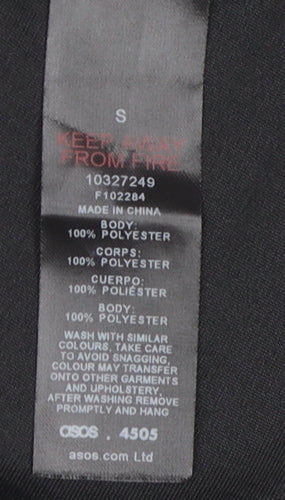 S
KEEP AWAY
FROM FIRE
10327249
F102284
MADE IN CHINA
BODY:
100% POLYESTER
CORPS:
100% POLYESTER
CUERPO:
100% POLIÉSTER
BODY:
100% POLYESTER
WASH WITH SIMILAR
COLOURS, TAKE CARE
TO AVOID SNAGGING,
COLOUR MAY TRANSFER
ONTO OTHER GARMENTS
AND UPHOLSTERY.
AFTER WASHING REMOVE
PROMPTLY AND HANG
asos . 4505
asos.com Ltd